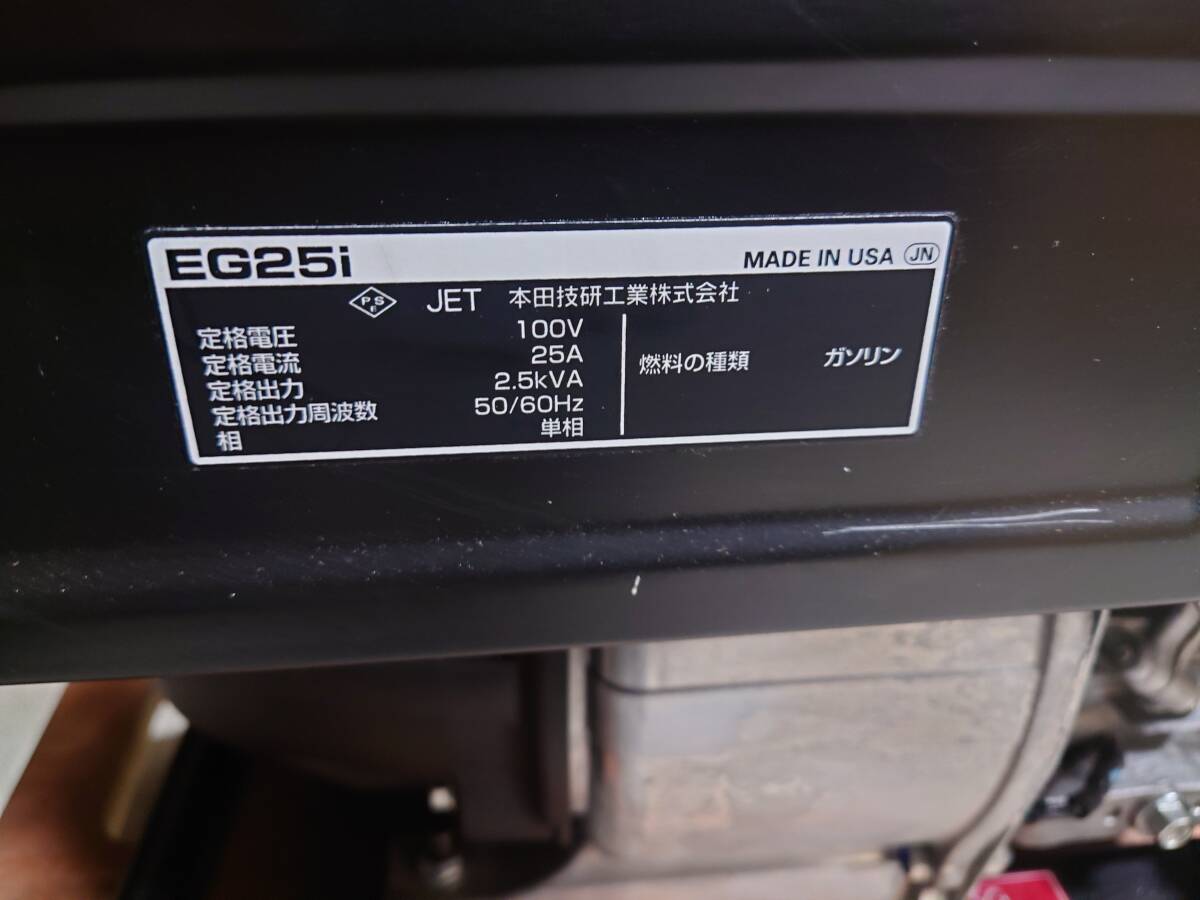 EG25i
MADE IN USA JN
PS E JET 本田技研工業株式会社
定格電圧 100V
定格電流 25A
定格出力 2.5kVA
定格出力周波数 50/60Hz
相 単相
燃料の種類 ガソリン